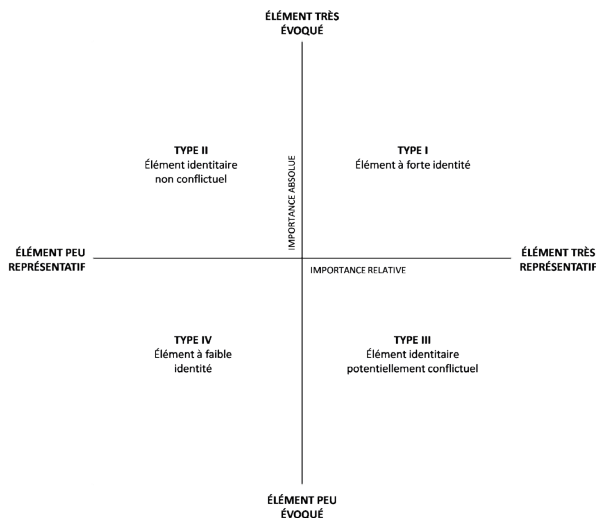 ÉLÉMENT TRÈS
ÉVOQUÉ
TYPE II
Élément identitaire
non conflictuel
IMPORTANCE ABSOLUE
TYPE I
Élément à forte identité
ÉLÉMENT PEU
REPRÉSENTATIF
IMPORTANCE RELATIVE
ÉLÉMENT TRÈS
REPRÉSENTATIF
TYPE IV
Élément à faible
identité
TYPE III
Élément identitaire
potentiellement conflictuel
ÉLÉMENT PEU
ÉVOQUÉ